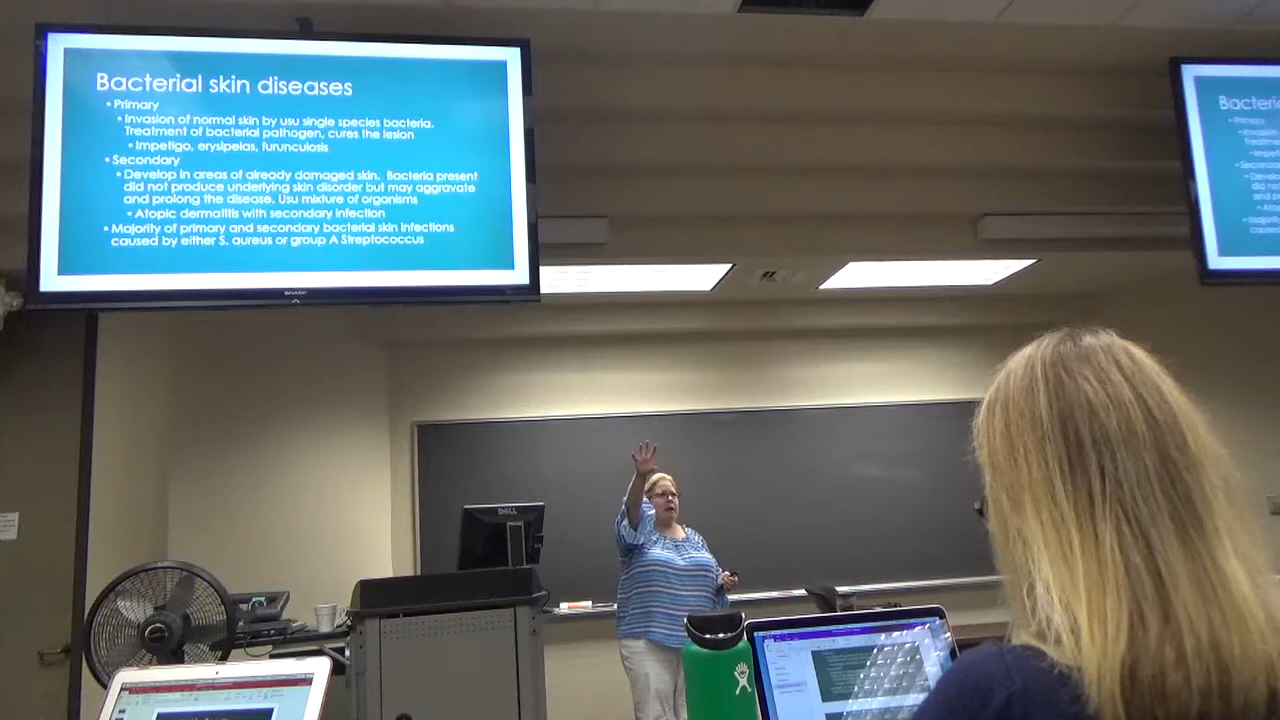 Bacterial skin diseases
• Primary
• Invasion of normal skin by usu single species bacteria.
Treatment of bacterial pathogen, cures the lesion
• Impetigo, erysipelas, furunculosis
• Secondary
• Develop in areas of already damaged skin. Bacteria present
did not produce underlying skin disorder but may aggravate
and prolong the disease. Usu mixture of organisms
• Atopic dermatitis with secondary infection
• Majority of primary and secondary bacterial skin infections
caused by either S. aureus or group A Streptococcus
SHARP
Bacteri
• Primary
DELL